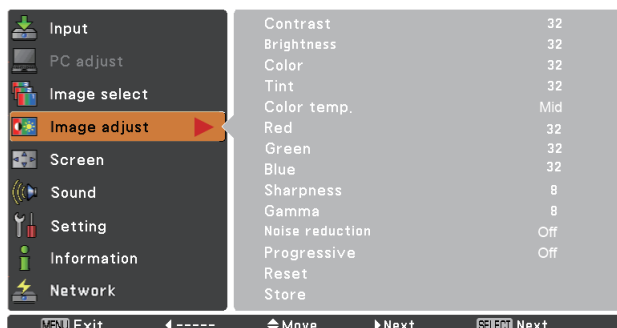 Input
PC adjust
Image select
Image adjust
Screen
Sound
Setting
Information
Network
Contrast 32
Brightness 32
Color 32
Tint 32
Color temp. Mid
Red 32
Green 32
Blue 32
Sharpness 8
Gamma 8
Noise reduction Off
Progressive Off
Reset
Store
MENU Exit ◀ ----- ◆Move ▶Next SELECT Next